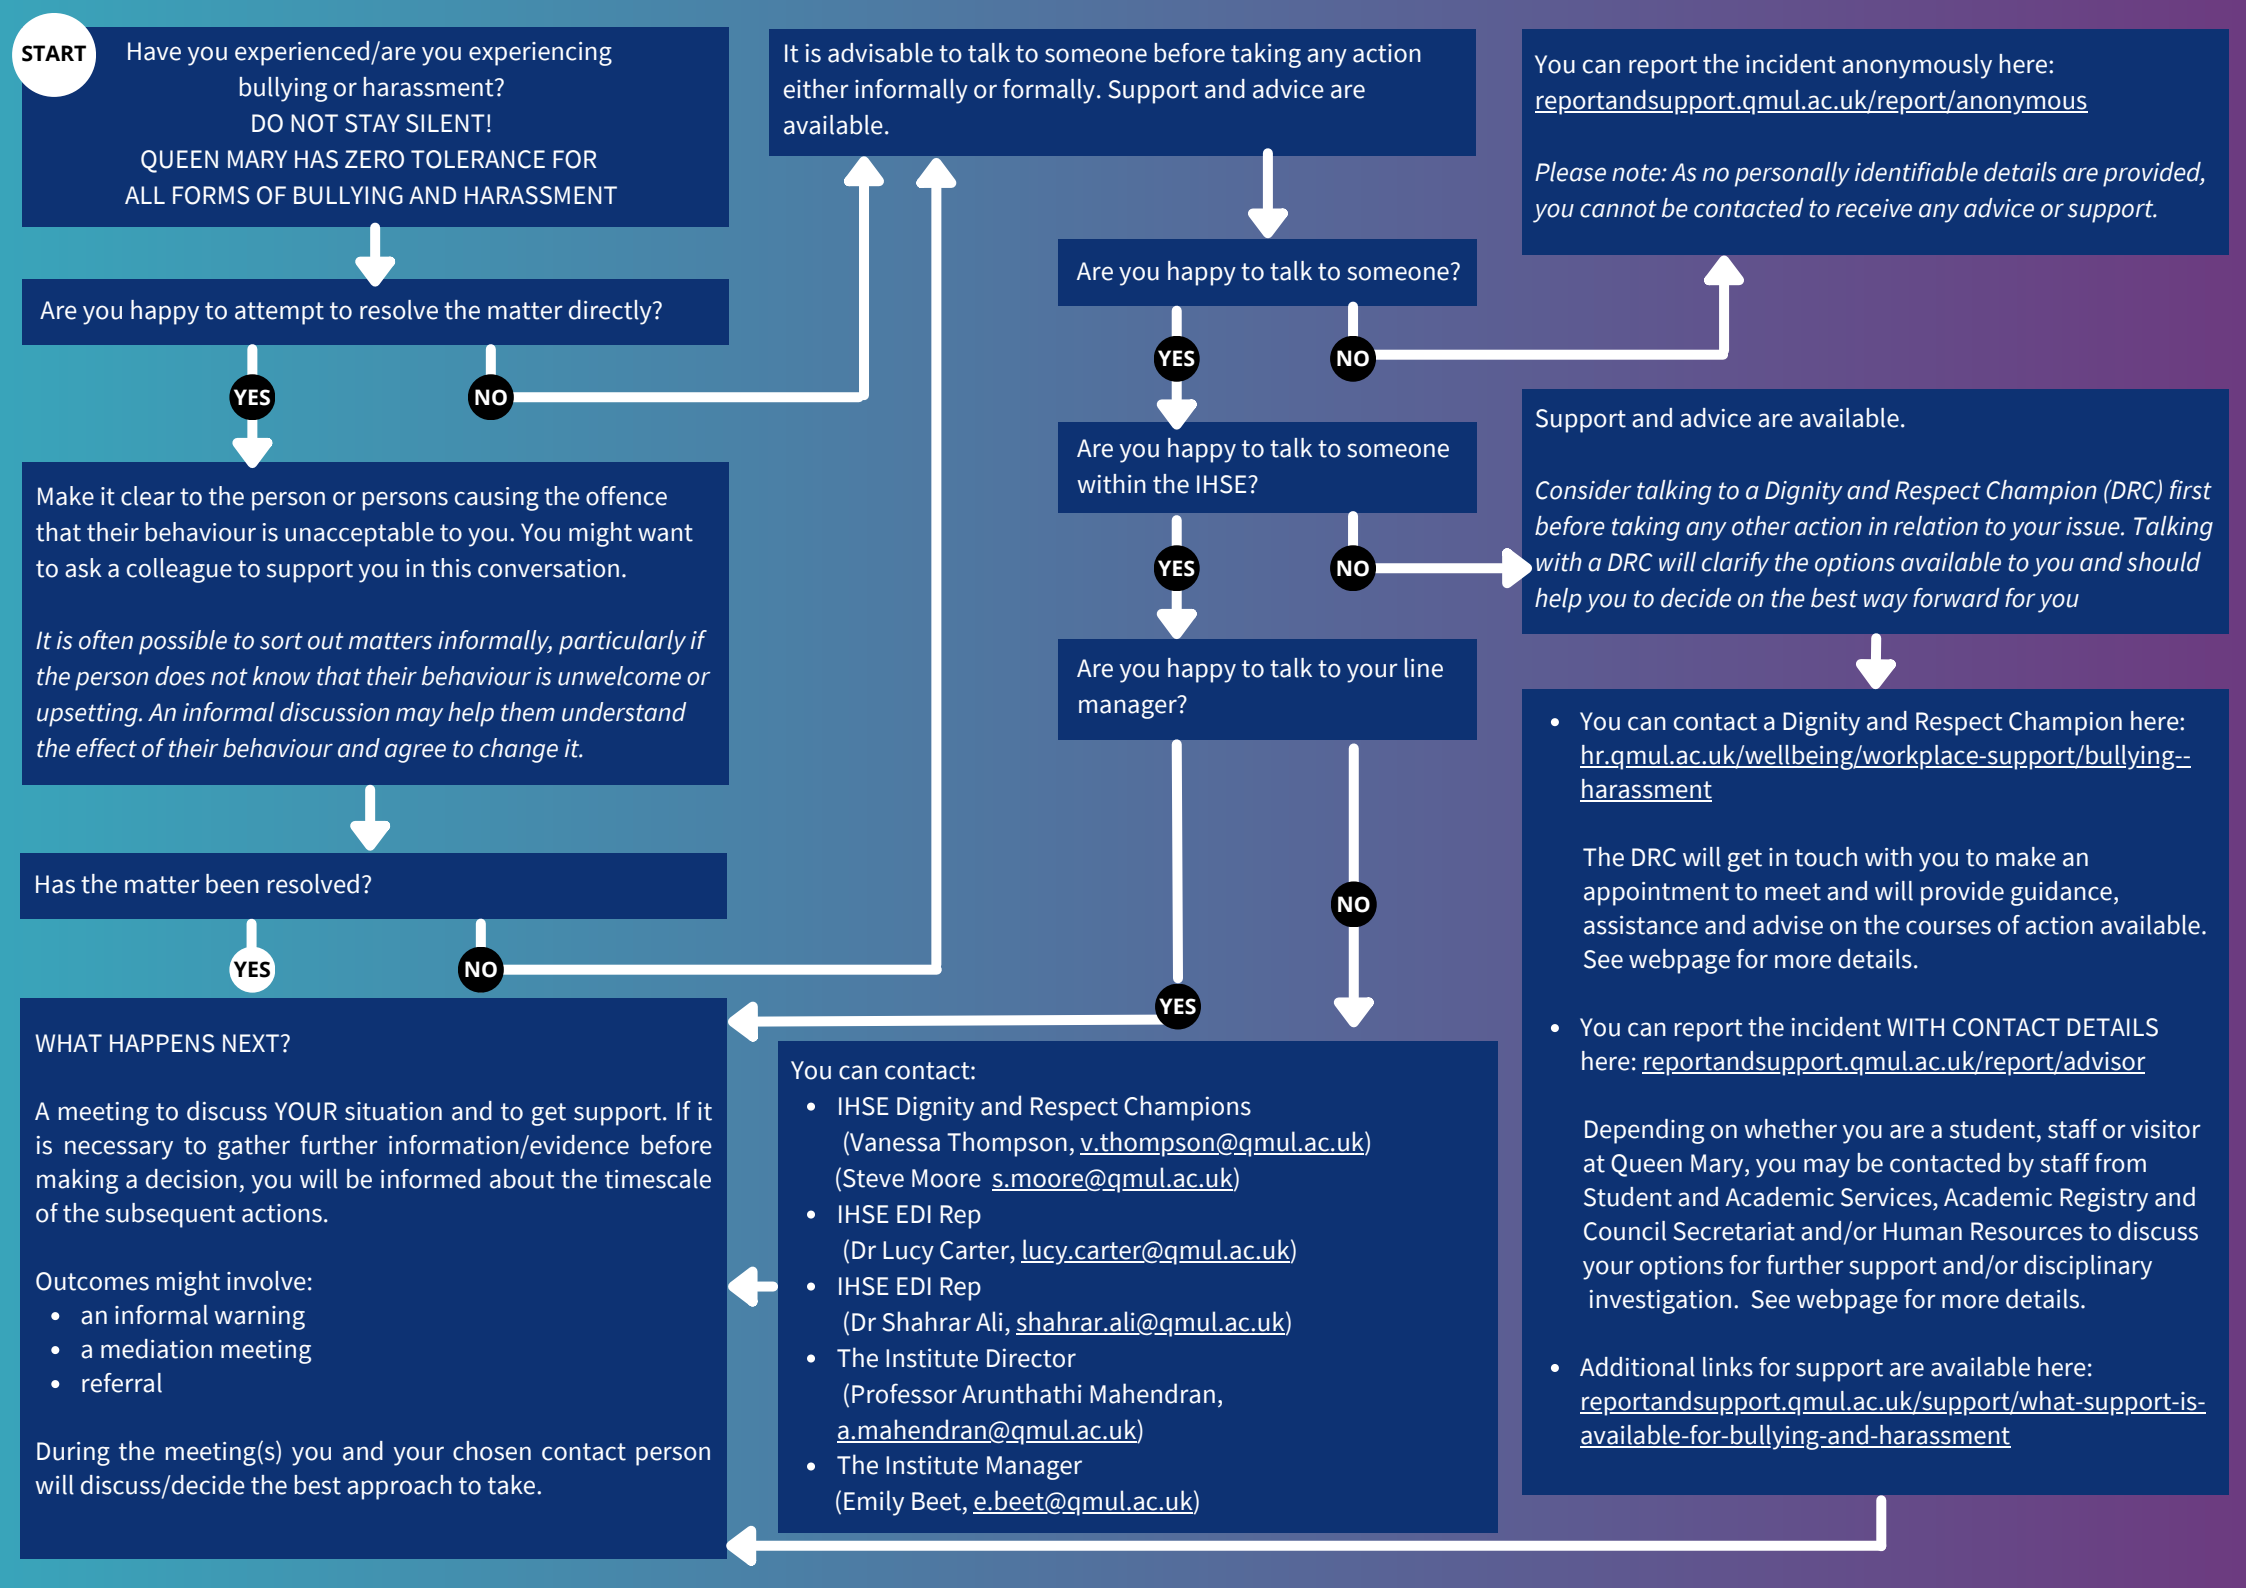 START
Have you experienced/are you experiencing
bullying or harassment?
DO NOT STAY SILENT!
QUEEN MARY HAS ZERO TOLERANCE FOR
ALL FORMS OF BULLYING AND HARASSMENT
Are you happy to attempt to resolve the matter directly?
YES
NO
Make it clear to the person or persons causing the offence
that their behaviour is unacceptable to you. You might want
to ask a colleague to support you in this conversation.
It is often possible to sort out matters informally, particularly if
the person does not know that their behaviour is unwelcome or
upsetting. An informal discussion may help them understand
the effect of their behaviour and agree to change it.
Has the matter been resolved?
YES
NO
WHAT HAPPENS NEXT?
A meeting to discuss YOUR situation and to get support. If it
is necessary to gather further information/evidence before
making a decision, you will be informed about the timescale
of the subsequent actions.
Outcomes might involve:
• an informal warning
• a mediation meeting
• referral
During the meeting(s) you and your chosen contact person
will discuss/decide the best approach to take.
It is advisable to talk to someone before taking any action
either informally or formally. Support and advice are
available.
Are you happy to talk to someone?
YES
NO
Are you happy to talk to someone
within the IHSE?
YES
NO
Are you happy to talk to your line
manager?
NO
YES
You can contact:
• IHSE Dignity and Respect Champions
(Vanessa Thompson, v.thompson@qmul.ac.uk)
(Steve Moore s.moore@qmul.ac.uk)
• IHSE EDI Rep
(Dr Lucy Carter, lucy.carter@qmul.ac.uk)
• IHSE EDI Rep
(Dr Shahrar Ali, shahrar.ali@qmul.ac.uk)
• The Institute Director
(Professor Arunthathi Mahendran,
a.mahendran@qmul.ac.uk)
• The Institute Manager
(Emily Beet, e.beet@qmul.ac.uk)
You can report the incident anonymously here:
reportandsupport.qmul.ac.uk/report/anonymous
Please note: As no personally identifiable details are provided,
you cannot be contacted to receive any advice or support.
Support and advice are available.
Consider talking to a Dignity and Respect Champion (DRC) first
before taking any other action in relation to your issue. Talking
with a DRC will clarify the options available to you and should
help you to decide on the best way forward for you
• You can contact a Dignity and Respect Champion here:
hr.qmul.ac.uk/wellbeing/workplace-support/bullying--
harassment
The DRC will get in touch with you to make an
appointment to meet and will provide guidance,
assistance and advise on the courses of action available.
See webpage for more details.
• You can report the incident WITH CONTACT DETAILS
here: reportandsupport.qmul.ac.uk/report/advisor
Depending on whether you are a student, staff or visitor
at Queen Mary, you may be contacted by staff from
Student and Academic Services, Academic Registry and
Council Secretariat and/or Human Resources to discuss
your options for further support and/or disciplinary
investigation. See webpage for more details.
• Additional links for support are available here:
reportandsupport.qmul.ac.uk/support/what-support-is-
available-for-bullying-and-harassment